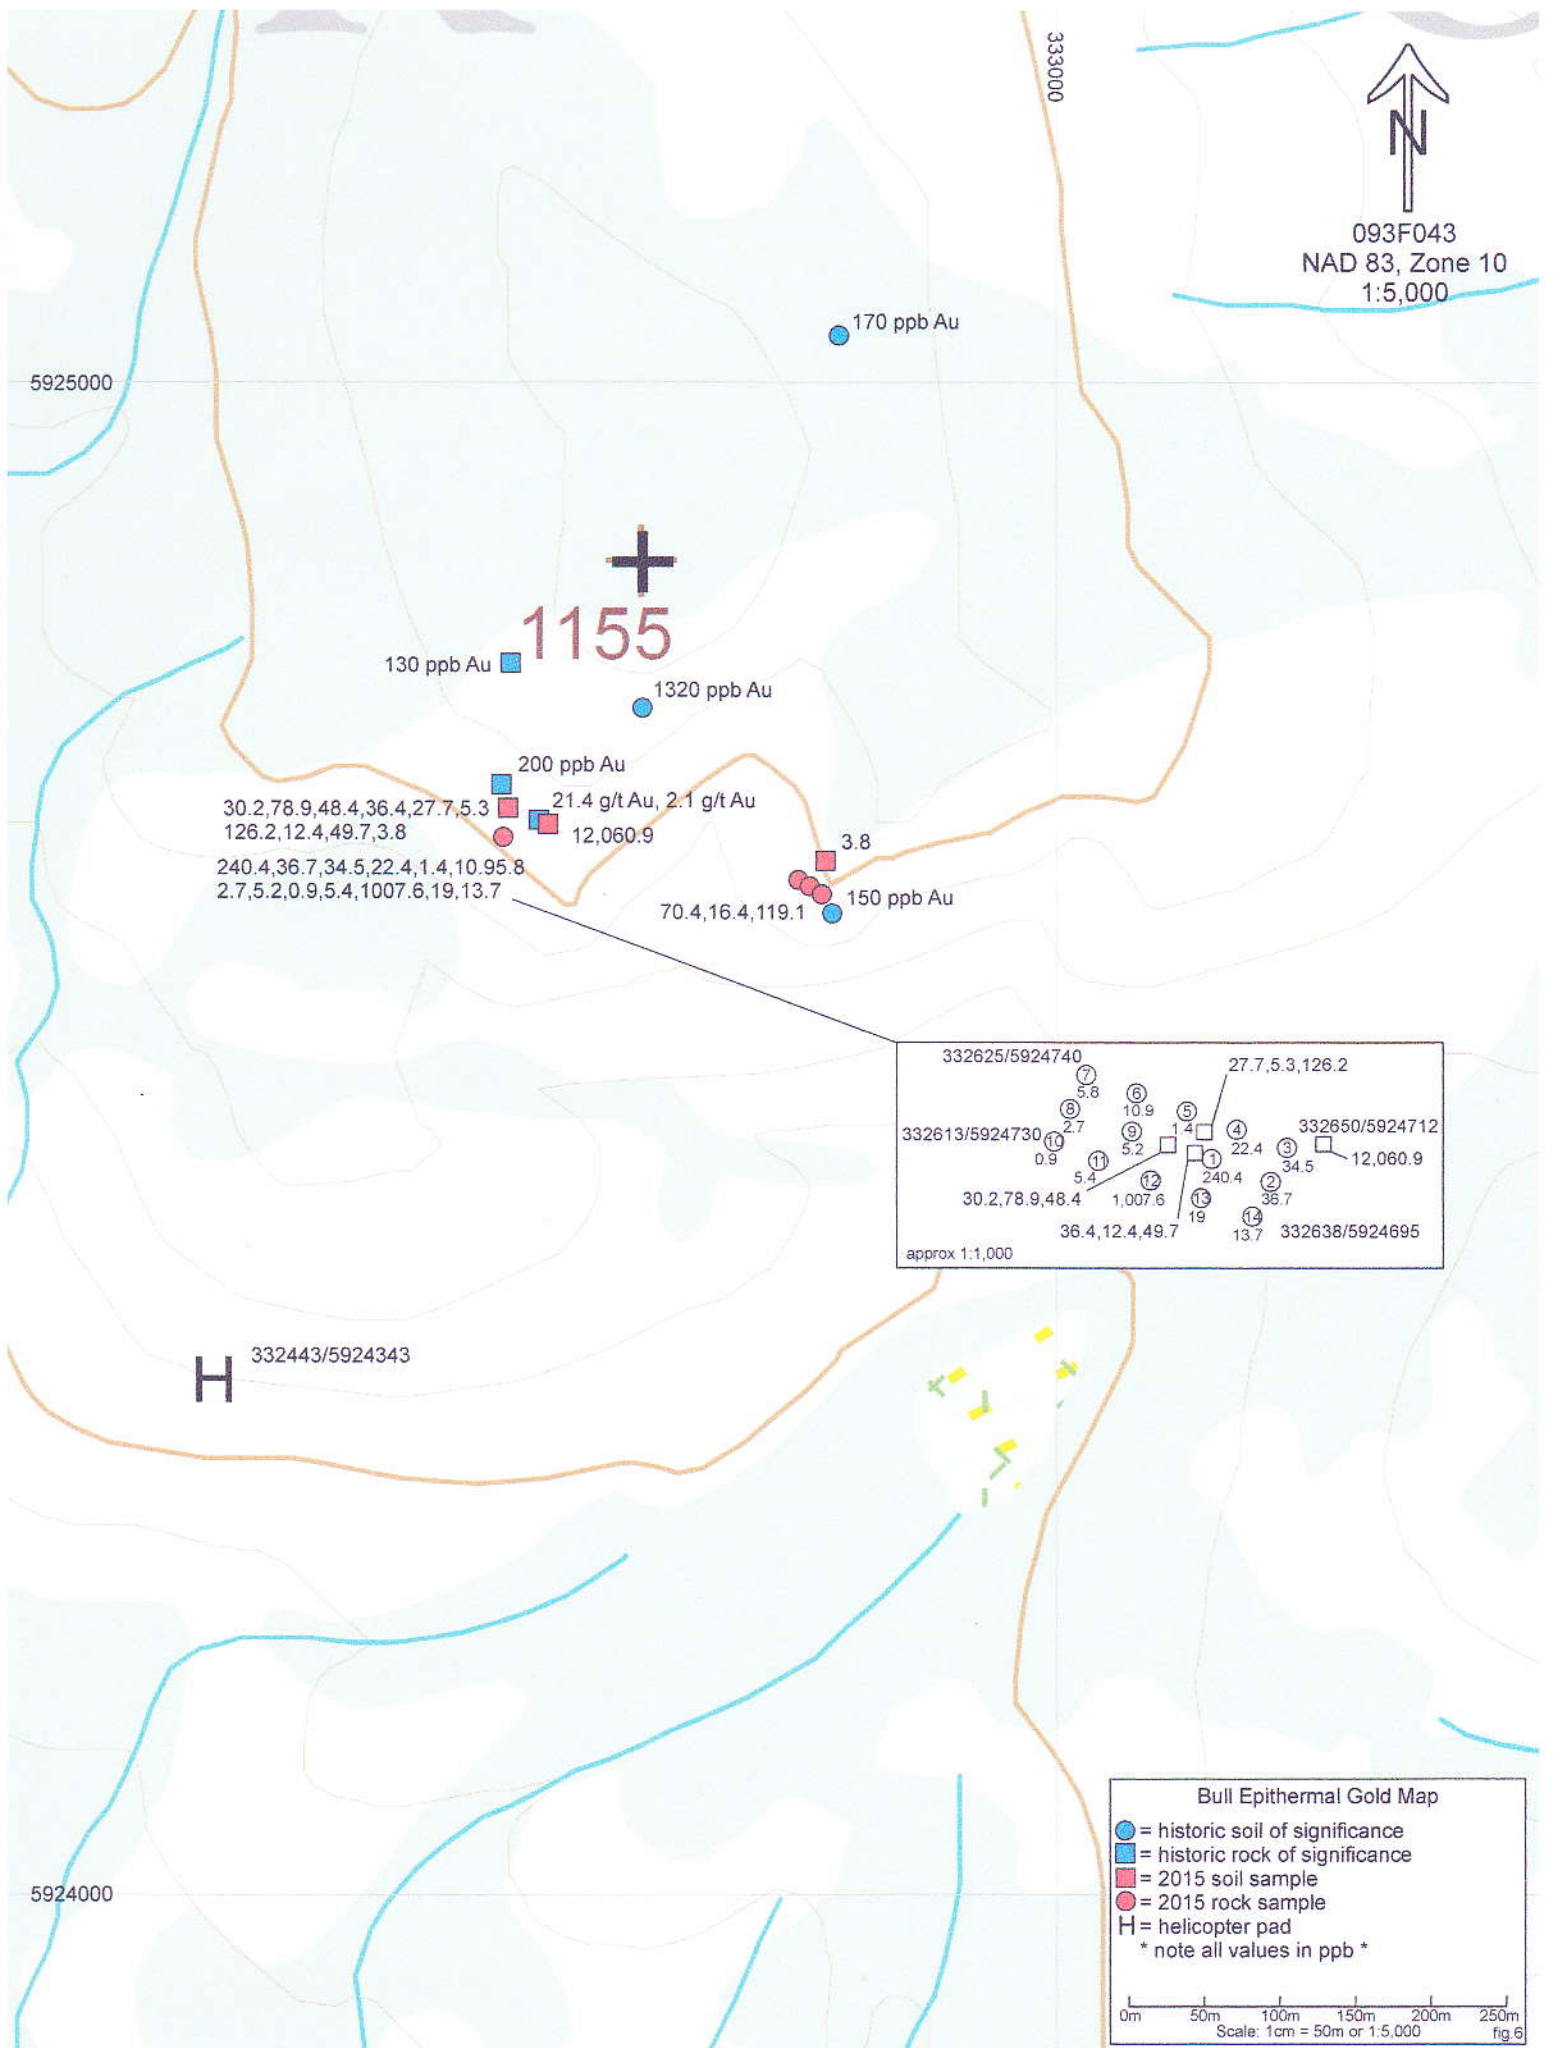 333000
N
093F043
NAD 83, Zone 10
1:5,000
170 ppb Au
5925000
1155
130 ppb Au
1320 ppb Au
200 ppb Au
30.2,78.9,48.4,36.4,27.7,5.3
21.4 g/t Au, 2.1 g/t Au
126.2,12.4,49.7,3.8
12,060.9
3.8
240.4,36.7,34.5,22.4,1.4,10.95.8
2.7,5.2,0.9,5.4,1007.6,19,13.7
150 ppb Au
70.4,16.4,119.1
332625/5924740
27.7,5.3,126.2
7
5.8
6
10.9
8
2.7
5
1.4
4
22.4
332650/5924712
332613/5924730
10
0.9
9
5.2
3
34.5
12,060.9
11
5.4
1
240.4
2
36.7
12
1,007.6
30.2,78.9,48.4
13
19
14
13.7
36.4,12.4,49.7
332638/5924695
approx 1:1,000
H
332443/5924343
5924000
Bull Epithermal Gold Map
= historic soil of significance
= historic rock of significance
= 2015 soil sample
= 2015 rock sample
H = helicopter pad
* note all values in ppb *
0m 50m 100m 150m 200m 250m
Scale: 1cm = 50m or 1:5,000
fig.6